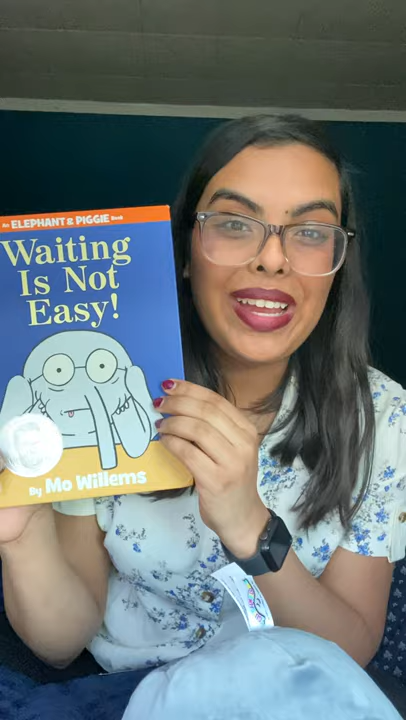 An ELEPHANT & PIGGIE Book
Waiting
Is Not
Easy!
By Mo Willems